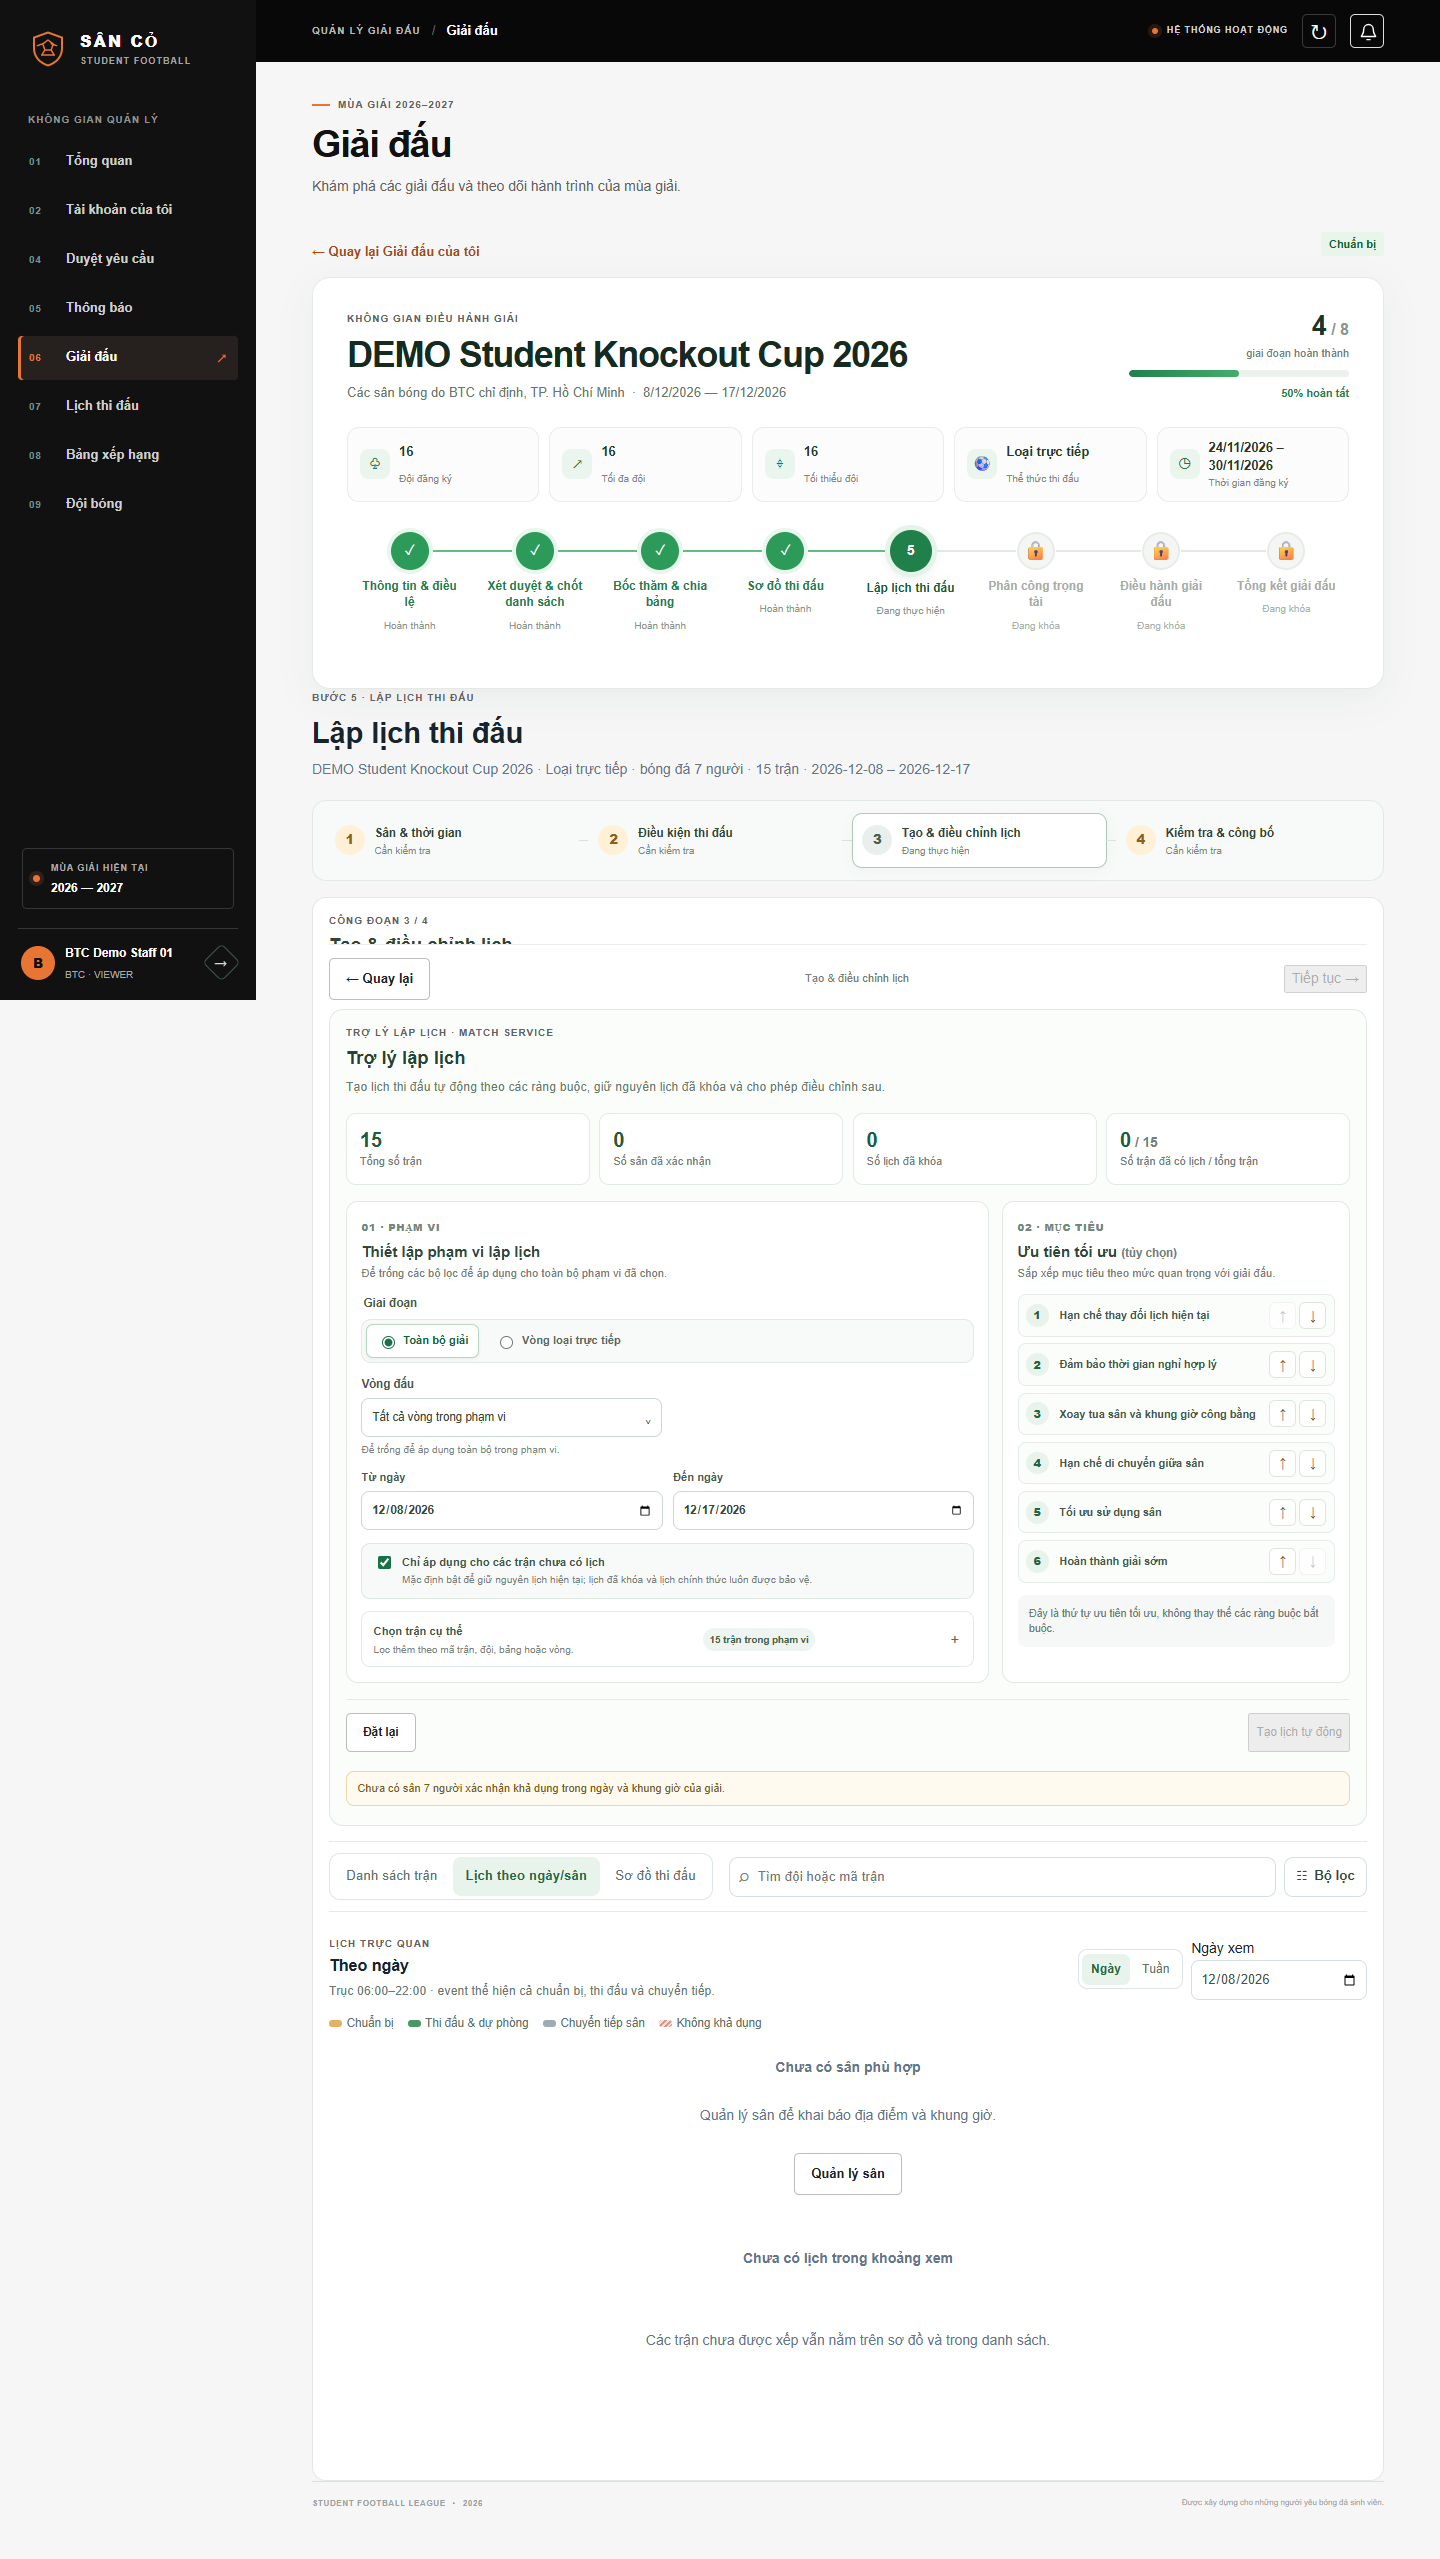 SÂN CỎ
STUDENT FOOTBALL
KHÔNG GIAN QUẢN LÝ
01 Tổng quan
02 Tài khoản của tôi
04 Duyệt yêu cầu
05 Thông báo
06 Giải đấu ↗
07 Lịch thi đấu
08 Bảng xếp hạng
09 Đội bóng
MÙA GIẢI HIỆN TẠI
2026 — 2027
B BTC Demo Staff 01 →
BTC · VIEWER
QUẢN LÝ GIẢI ĐẤU / Giải đấu
HỆ THỐNG HOẠT ĐỘNG ↻
MÙA GIẢI 2026–2027
Giải đấu
Khám phá các giải đấu và theo dõi hành trình của mùa giải.
← Quay lại Giải đấu của tôi
Chuẩn bị
KHÔNG GIAN ĐIỀU HÀNH GIẢI
DEMO Student Knockout Cup 2026
Các sân bóng do BTC chỉ định, TP. Hồ Chí Minh · 8/12/2026 — 17/12/2026
4 / 8
giai đoạn hoàn thành
50% hoàn tất
16
Đội đăng ký
↗ 16
Tối đa đội
16
Tối thiểu đội
Loại trực tiếp
Thể thức thi đấu
24/11/2026 –
30/11/2026
Thời gian đăng ký
✓ ✓ ✓ ✓ 5
Thông tin & điều lệ
Hoàn thành
Xét duyệt & chốt danh sách
Hoàn thành
Bốc thăm & chia bảng
Hoàn thành
Sơ đồ thi đấu
Hoàn thành
Lập lịch thi đấu
Đang thực hiện
Phân công trọng tài
Đang khóa
Điều hành giải đấu
Đang khóa
Tổng kết giải đấu
Đang khóa
BƯỚC 5 · LẬP LỊCH THI ĐẤU
Lập lịch thi đấu
DEMO Student Knockout Cup 2026 · Loại trực tiếp · bóng đá 7 người · 15 trận · 2026-12-08 – 2026-12-17
1 Sân & thời gian
Cần kiểm tra
2 Điều kiện thi đấu
Cần kiểm tra
3 Tạo & điều chỉnh lịch
Đang thực hiện
4 Kiểm tra & công bố
Cần kiểm tra
CÔNG ĐOẠN 3 / 4
Tạo & điều chỉnh lịch
← Quay lại
Tạo & điều chỉnh lịch
Tiếp tục →
TRỢ LÝ LẬP LỊCH · MATCH SERVICE
Trợ lý lập lịch
Tạo lịch thi đấu tự động theo các ràng buộc, giữ nguyên lịch đã khóa và cho phép điều chỉnh sau.
15
Tổng số trận
0
Số sân đã xác nhận
0
Số lịch đã khóa
0 / 15
Số trận đã có lịch / tổng trận
01 · PHẠM VI
Thiết lập phạm vi lập lịch
Để trống các bộ lọc để áp dụng cho toàn bộ phạm vi đã chọn.
Giai đoạn
Toàn bộ giải Vòng loại trực tiếp
Vòng đấu
Tất cả vòng trong phạm vi
Để trống để áp dụng toàn bộ trong phạm vi.
Từ ngày Đến ngày
12/08/2026 12/17/2026
Chỉ áp dụng cho các trận chưa có lịch
Mặc định bật để giữ nguyên lịch hiện tại; lịch đã khóa và lịch chính thức luôn được bảo vệ.
Chọn trận cụ thể
Lọc thêm theo mã trận, đội, bảng hoặc vòng.
15 trận trong phạm vi +
02 · MỤC TIÊU
Ưu tiên tối ưu (tùy chọn)
Sắp xếp mục tiêu theo mức quan trọng với giải đấu.
1 Hạn chế thay đổi lịch hiện tại ↑ ↓
2 Đảm bảo thời gian nghỉ hợp lý ↑ ↓
3 Xoay tua sân và khung giờ công bằng ↑ ↓
4 Hạn chế di chuyển giữa sân ↑ ↓
5 Tối ưu sử dụng sân ↑ ↓
6 Hoàn thành giải sớm ↑ ↓
Đây là thứ tự ưu tiên tối ưu, không thay thế các ràng buộc bắt
buộc.
Đặt lại
Tạo lịch tự động
Chưa có sân 7 người xác nhận khả dụng trong ngày và khung giờ của giải.
Danh sách trận Lịch theo ngày/sân Sơ đồ thi đấu
Tìm đội hoặc mã trận
Bộ lọc
LỊCH TRỰC QUAN
Theo ngày
Trục 06:00–22:00 · event thể hiện cả chuẩn bị, thi đấu và chuyển tiếp.
Ngày Tuần
Ngày xem
12/08/2026
Chuẩn bị Thi đấu & dự phòng Chuyển tiếp sân Không khả dụng
Chưa có sân phù hợp
Quản lý sân để khai báo địa điểm và khung giờ.
Quản lý sân
Chưa có lịch trong khoảng xem
Các trận chưa được xếp vẫn nằm trên sơ đồ và trong danh sách.
STUDENT FOOTBALL LEAGUE · 2026
Được xây dựng cho những người yêu bóng đá sinh viên.